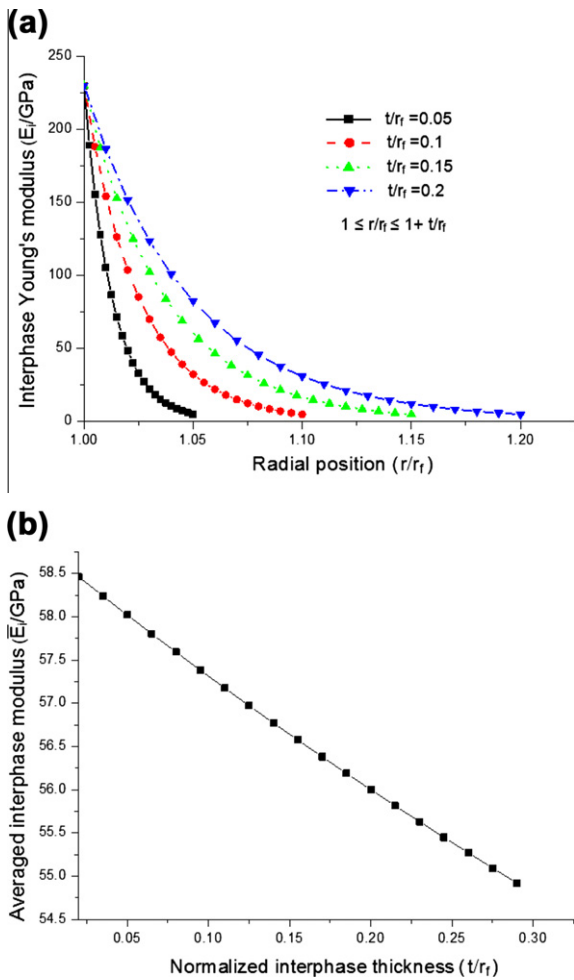 (a)
250
200
150
100
50
0
Interphase Young's modulus (Ei/GPa)
t/rf =0.05
t/rf =0.1
t/rf =0.15
t/rf =0.2
1 ≤ r/rf ≤ 1+ t/rf
1.00 1.05 1.10 1.15 1.20
Radial position (r/rf)
(b)
58.5
58.0
57.5
57.0
56.5
56.0
55.5
55.0
54.5
Averaged interphase modulus (E̅i/GPa)
0.05 0.10 0.15 0.20 0.25 0.30
Normalized interphase thickness (t/rf)